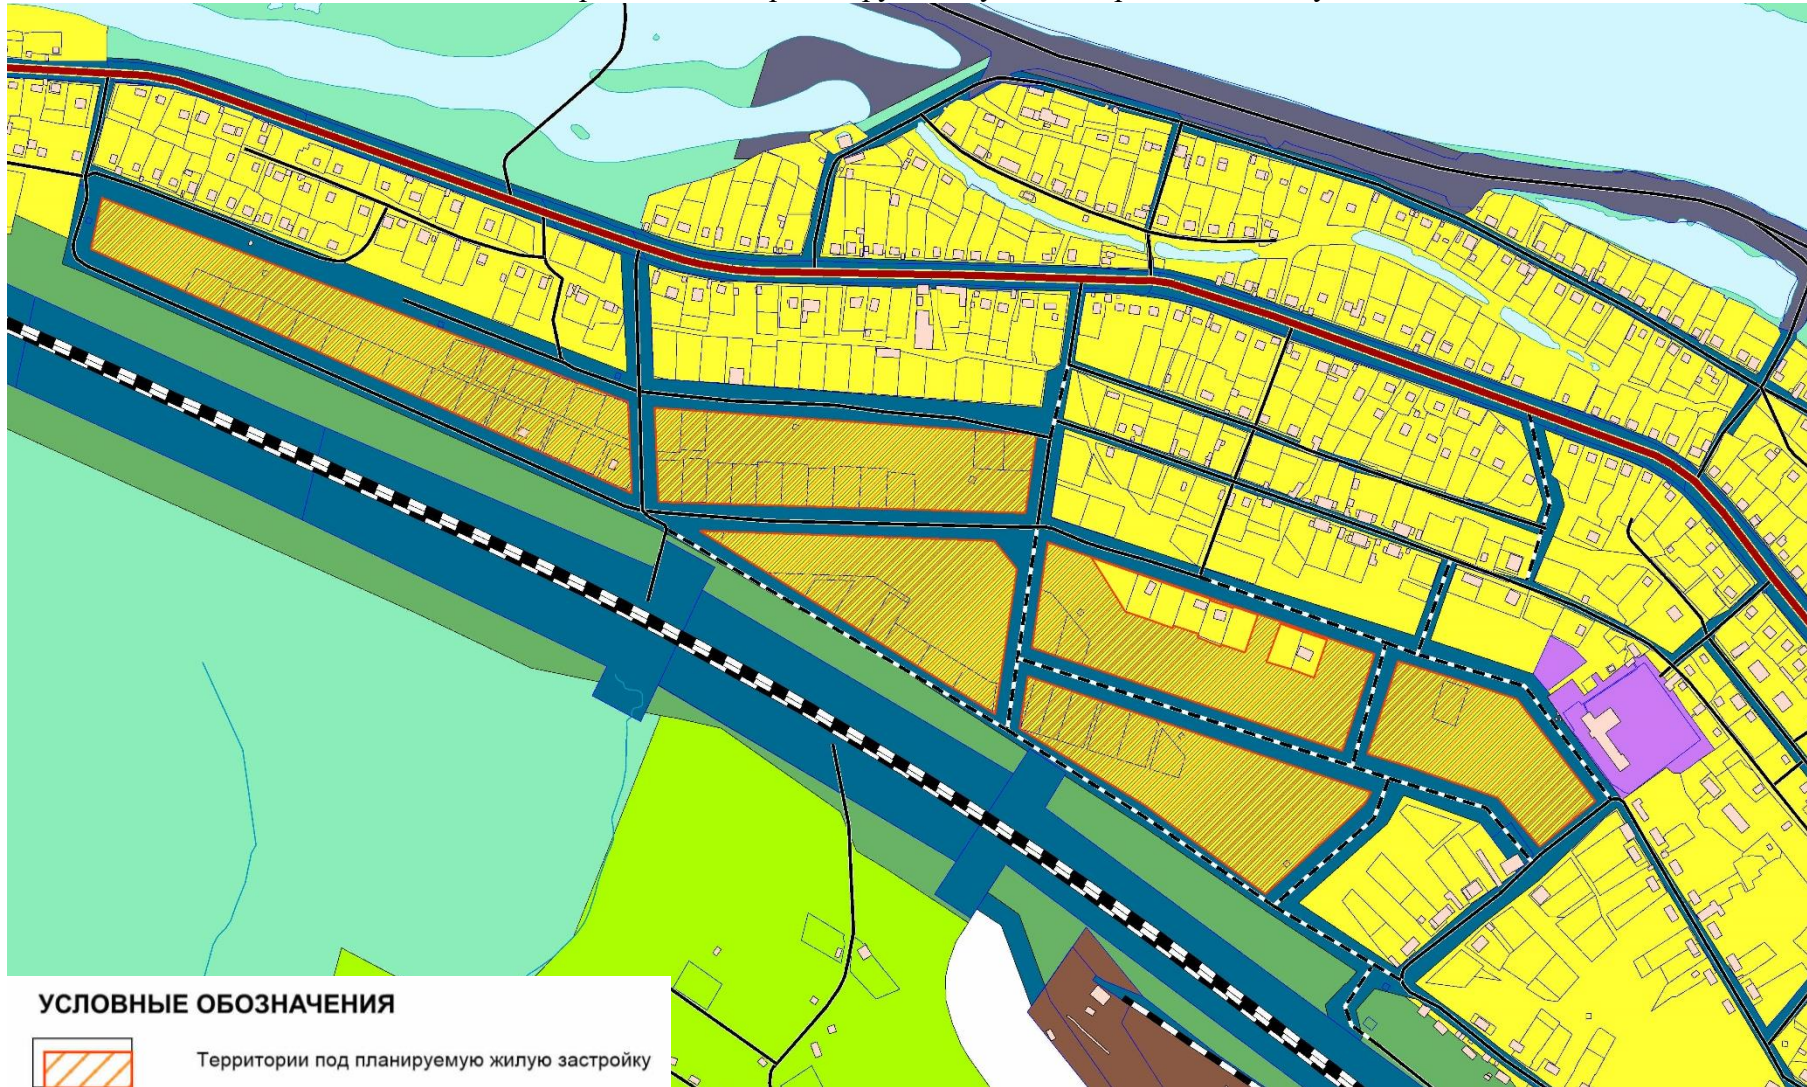 УСЛОВНЫЕ ОБОЗНАЧЕНИЯ
Территории под планируемую жилую застройку